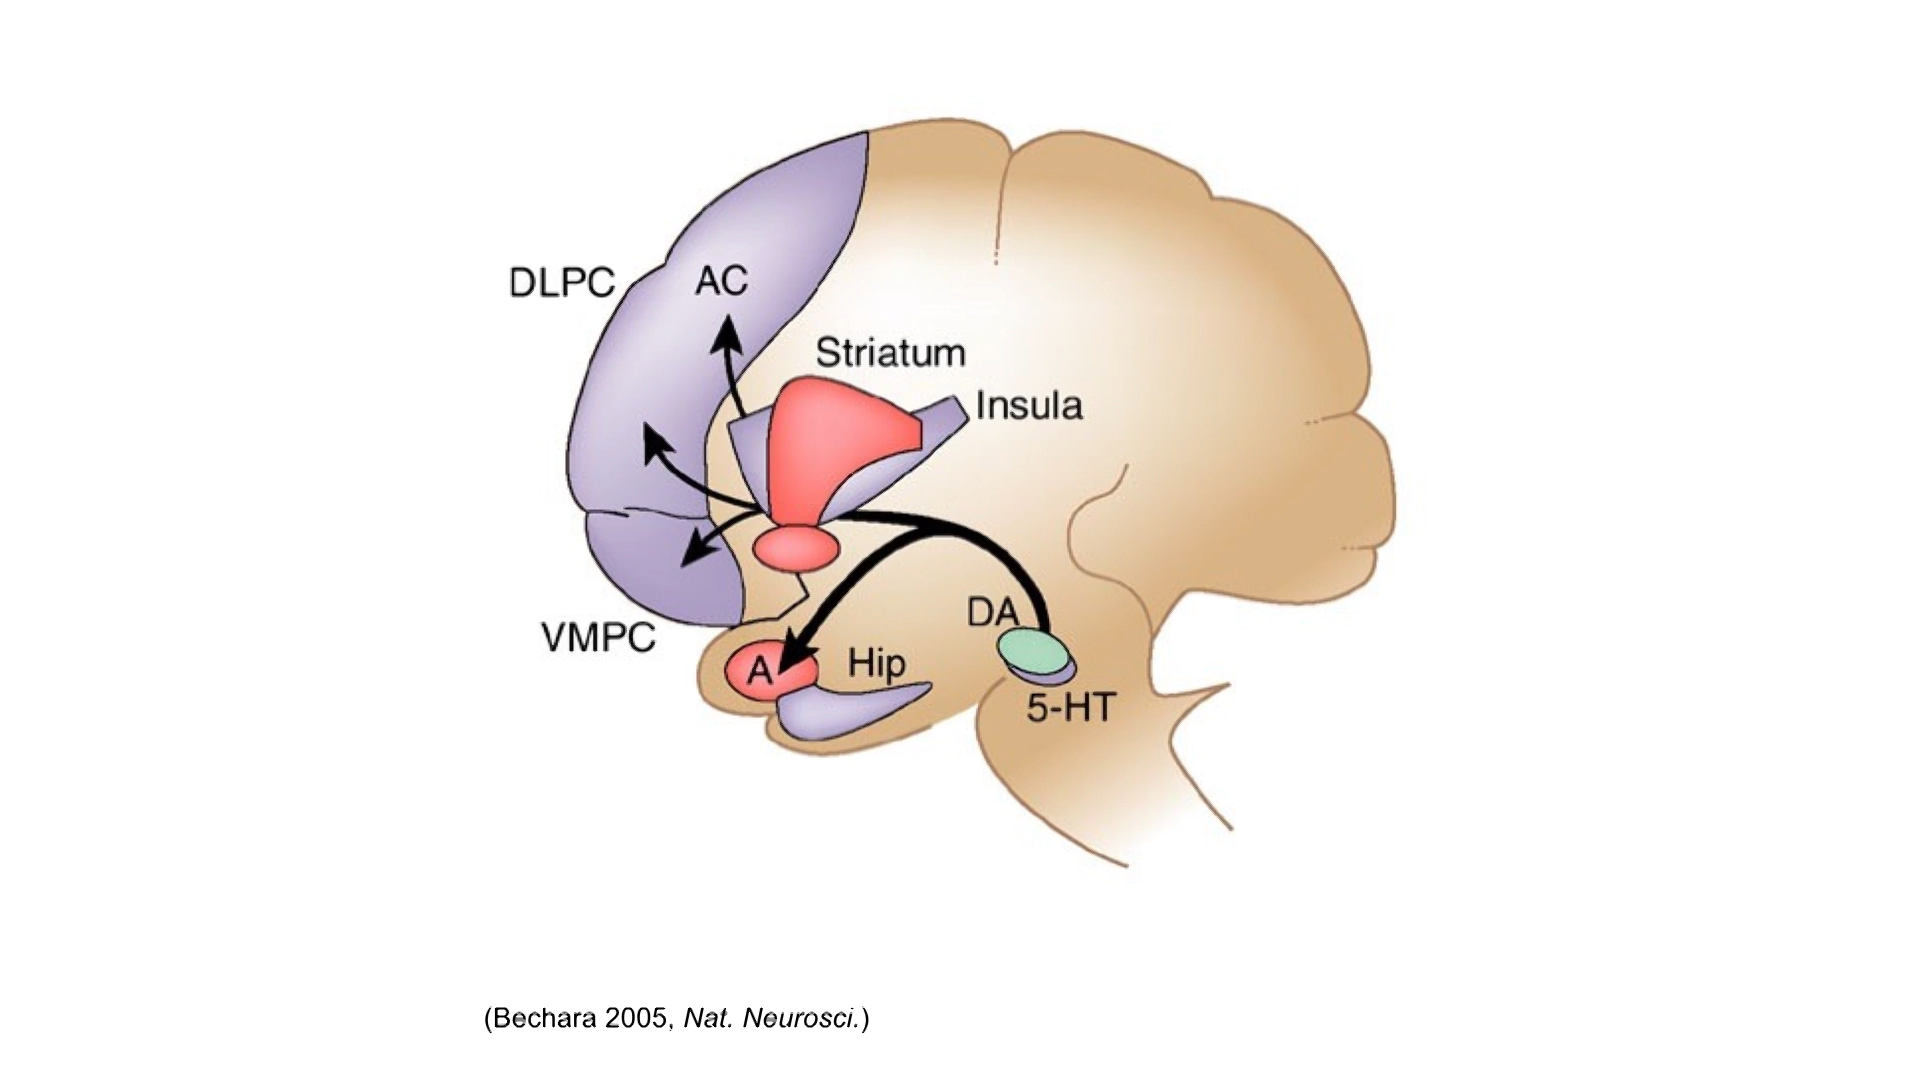 DLPC
AC
Striatum
Insula
DA
VMPC
A
Hip
5-HT
(Bechara 2005, Nat. Neurosci.)